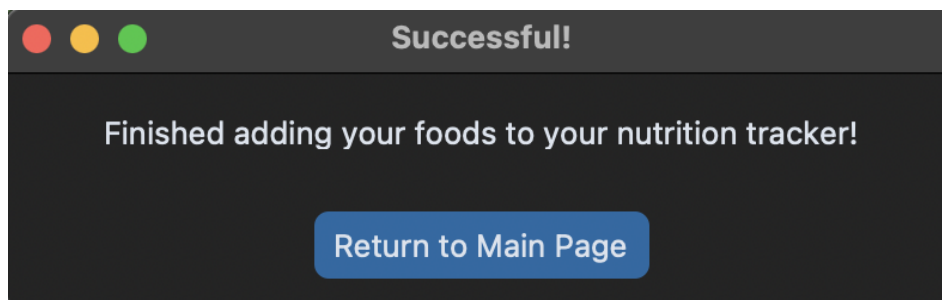 Successful!
Finished adding your foods to your nutrition tracker!
Return to Main Page